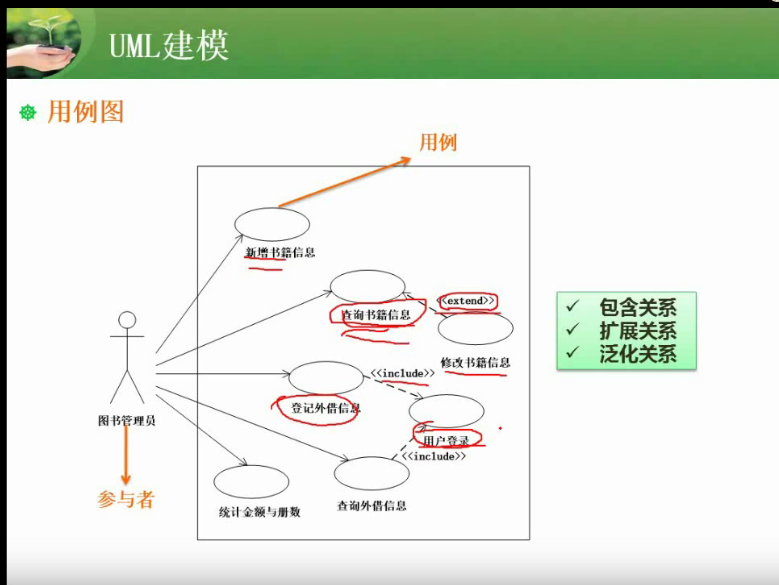 UML建模
用例图
用例
新增书籍信息
<<extend>>
查询书籍信息
包含关系
扩展关系
泛化关系
修改书籍信息
<<include>>
登记外借信息
图书管理员
用户登录
<<include>>
参与者
统计金额与册数
查询外借信息